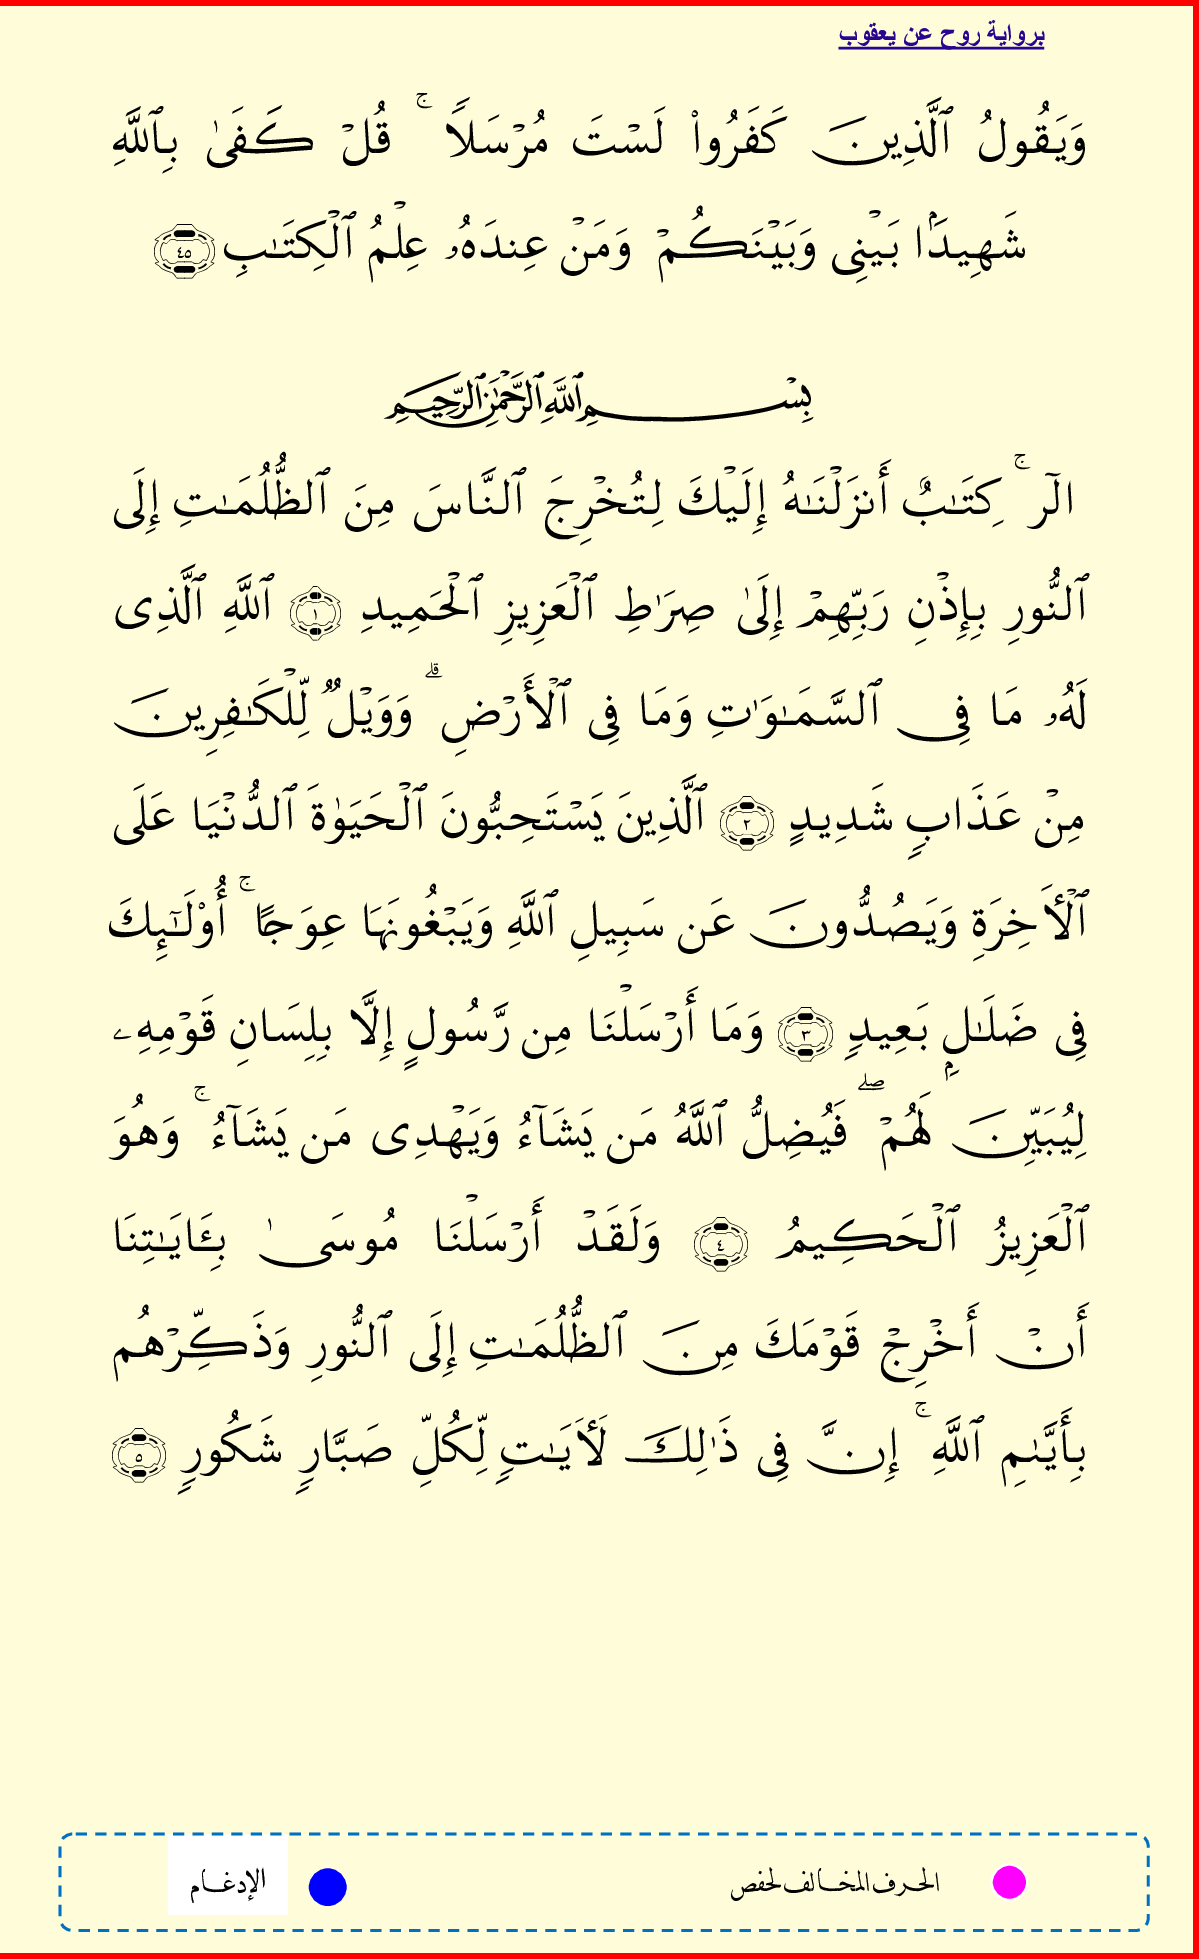 برواية روح عن يعقوب
وَيَقُولُ ٱلَّذِينَ كَفَرُواْ لَسۡتَ مُرۡسَلٗاۚ قُلۡ كَفَىٰ بِٱللَّهِ
شَهِيدَۢا بَيۡنِي وَبَيۡنَكُمۡ وَمَنۡ عِندَهُۥ عِلۡمُ ٱلۡكِتَٰبِ ٤٥
بِسۡمِ ٱللَّهِ ٱلرَّحۡمَٰنِ ٱلرَّحِيمِ
الٓرۚ كِتَٰبٌ أَنزَلۡنَٰهُ إِلَيۡكَ لِتُخۡرِجَ ٱلنَّاسَ مِنَ ٱلظُّلُمَٰتِ إِلَى
ٱلنُّورِ بِإِذۡنِ رَبِّهِمۡ إِلَىٰ صِرَٰطِ ٱلۡعَزِيزِ ٱلۡحَمِيدِ ١ ٱللَّهِ ٱلَّذِي
لَهُۥ مَا فِي ٱلسَّمَٰوَٰتِ وَمَا فِي ٱلۡأَرۡضِۗ وَوَيۡلٞ لِّلۡكَٰفِرِينَ
مِنۡ عَذَابٖ شَدِيدٍ ٢ ٱلَّذِينَ يَسۡتَحِبُّونَ ٱلۡحَيَوٰةَ ٱلدُّنۡيَا عَلَى
ٱلۡأٓخِرَةِ وَيَصُدُّونَ عَن سَبِيلِ ٱللَّهِ وَيَبۡغُونَهَا عِوَجًاۚ أُوْلَٰٓئِكَ
فِي ضَلَٰلِۭ بَعِيدٖ ٣ وَمَا أَرۡسَلۡنَا مِن رَّسُولٍ إِلَّا بِلِسَانِ قَوۡمِهِۦ
لِيُبَيِّنَ لَهُمۡۖ فَيُضِلُّ ٱللَّهُ مَن يَشَآءُ وَيَهۡدِي مَن يَشَآءُۚ وَهُوَ
ٱلۡعَزِيزُ ٱلۡحَكِيمُ ٤ وَلَقَدۡ أَرۡسَلۡنَا مُوسَىٰ بِـَٔايَٰتِنَا
أَنۡ أَخۡرِجۡ قَوۡمَكَ مِنَ ٱلظُّلُمَٰتِ إِلَى ٱلنُّورِ وَذَكِّرۡهُم
بِأَيَّىٰمِ ٱللَّهِۚ إِنَّ فِي ذَٰلِكَ لَأٓيَٰتٖ لِّكُلِّ صَبَّارٖ شَكُورٖ ٥
الحرف المخالف لحفص
الإدغام